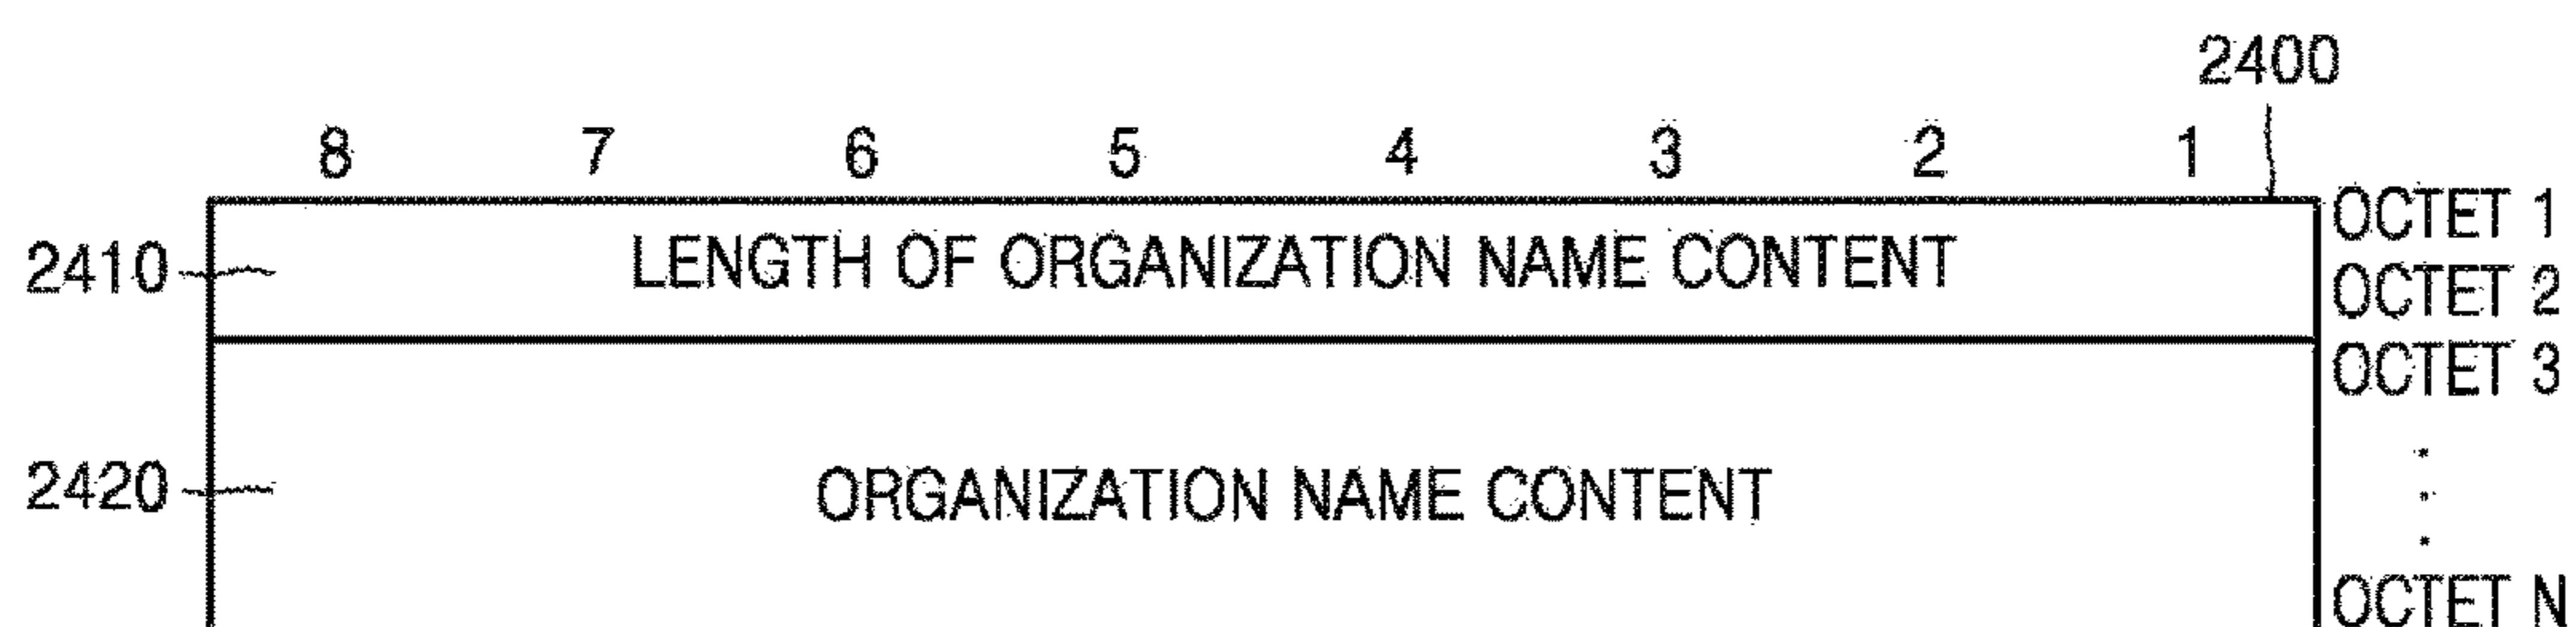 2400
8 7 6 5 4 3 2 1
OCTET 1
2410 LENGTH OF ORGANIZATION NAME CONTENT
OCTET 2
OCTET 3
2420 ORGANIZATION NAME CONTENT
OCTET N